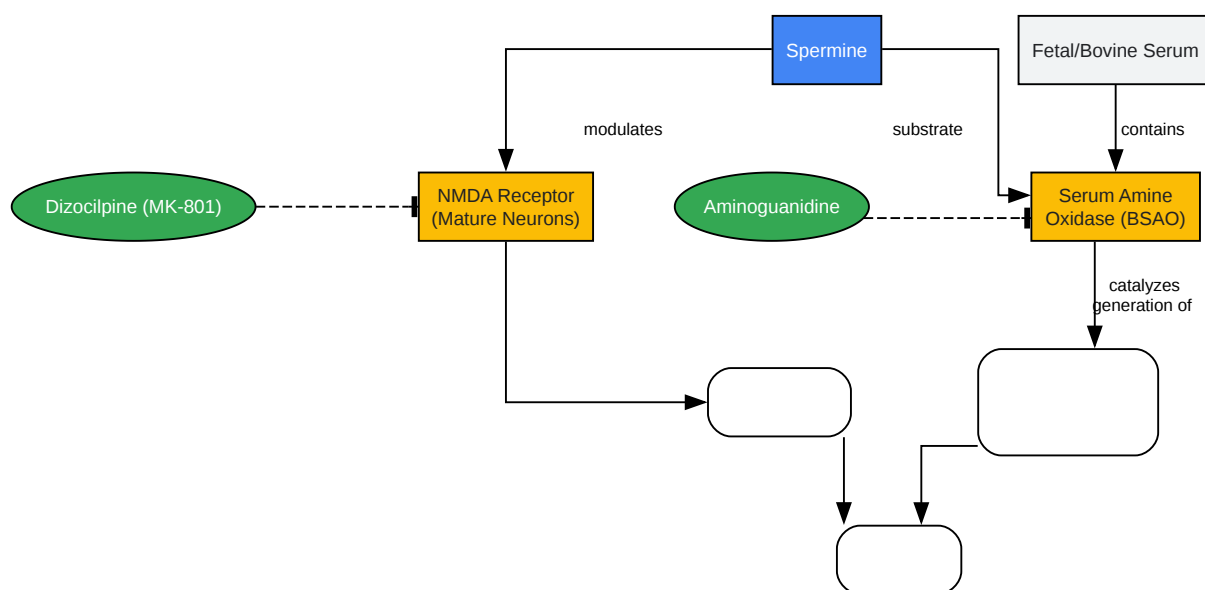 Spermine
Fetal/Bovine Serum
modulates
substrate
contains
Dizocilpine (MK-801)
NMDA Receptor
(Mature Neurons)
Aminoguanidine
Serum Amine
Oxidase (BSAO)
catalyzes
generation of